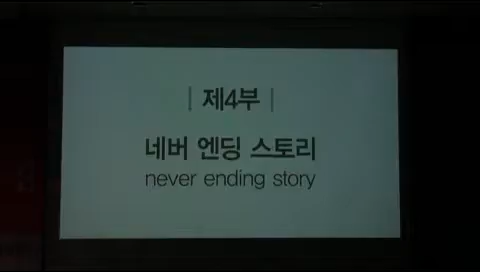 | 제4부 |
네버 엔딩 스토리
never ending story